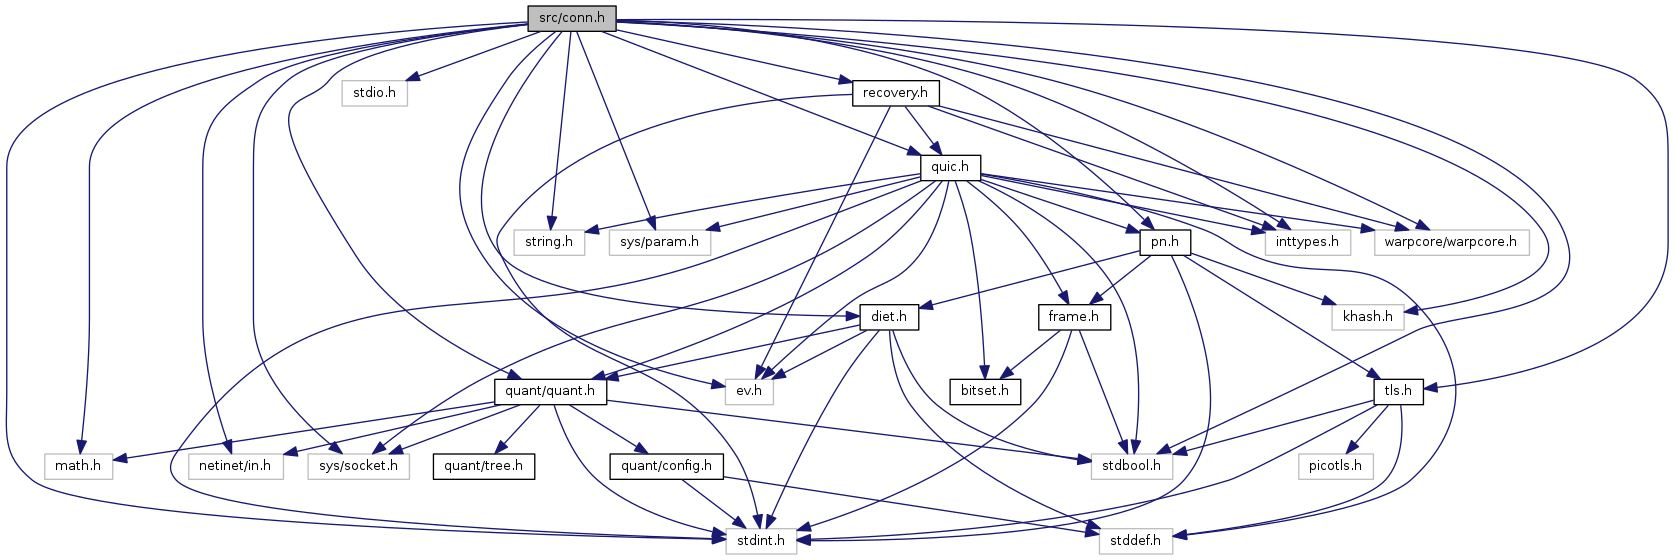 src/conn.h
stdio.h
recovery.h
quic.h
string.h
sys/param.h
pn.h
inttypes.h
warpcore/warpcore.h
diet.h
frame.h
khash.h
quant/quant.h
ev.h
bitset.h
tls.h
math.h
netinet/in.h
sys/socket.h
quant/tree.h
quant/config.h
stdbool.h
picotls.h
stdint.h
stddef.h